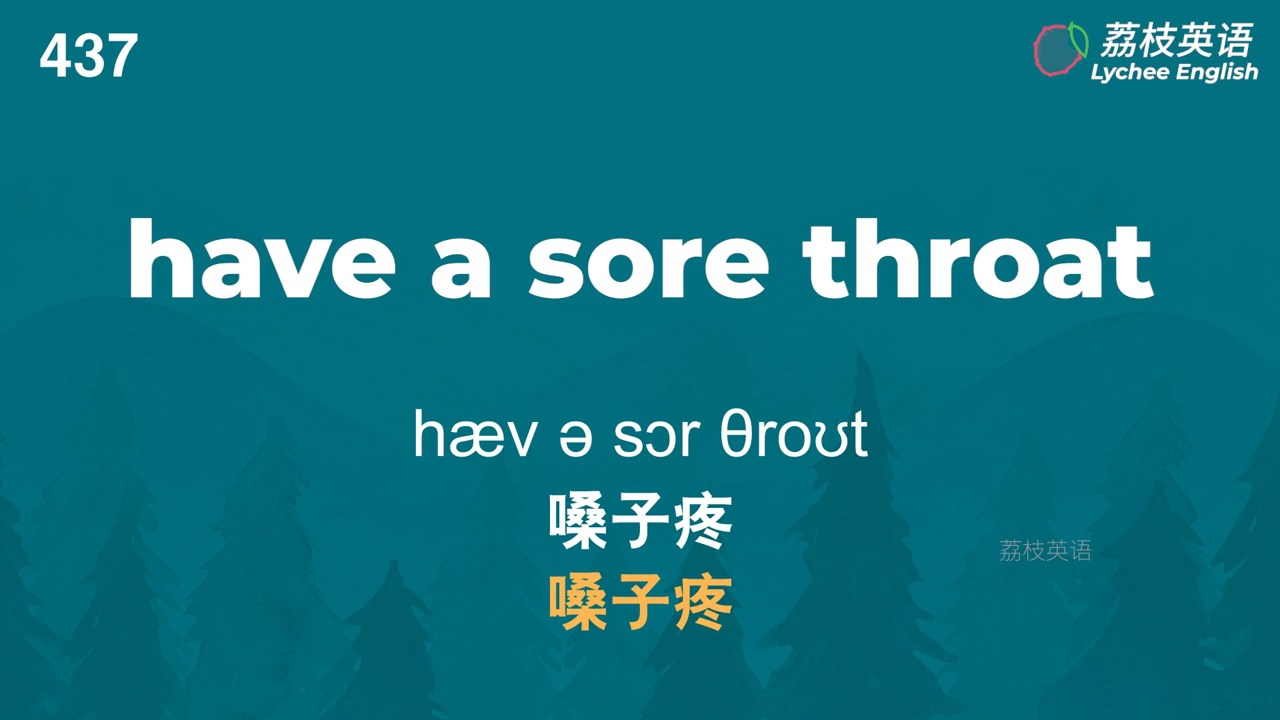 437
荔枝英语
Lychee English
have a sore throat
hæv ə sɔr θroʊt
嗓子疼
荔枝英语
嗓子疼